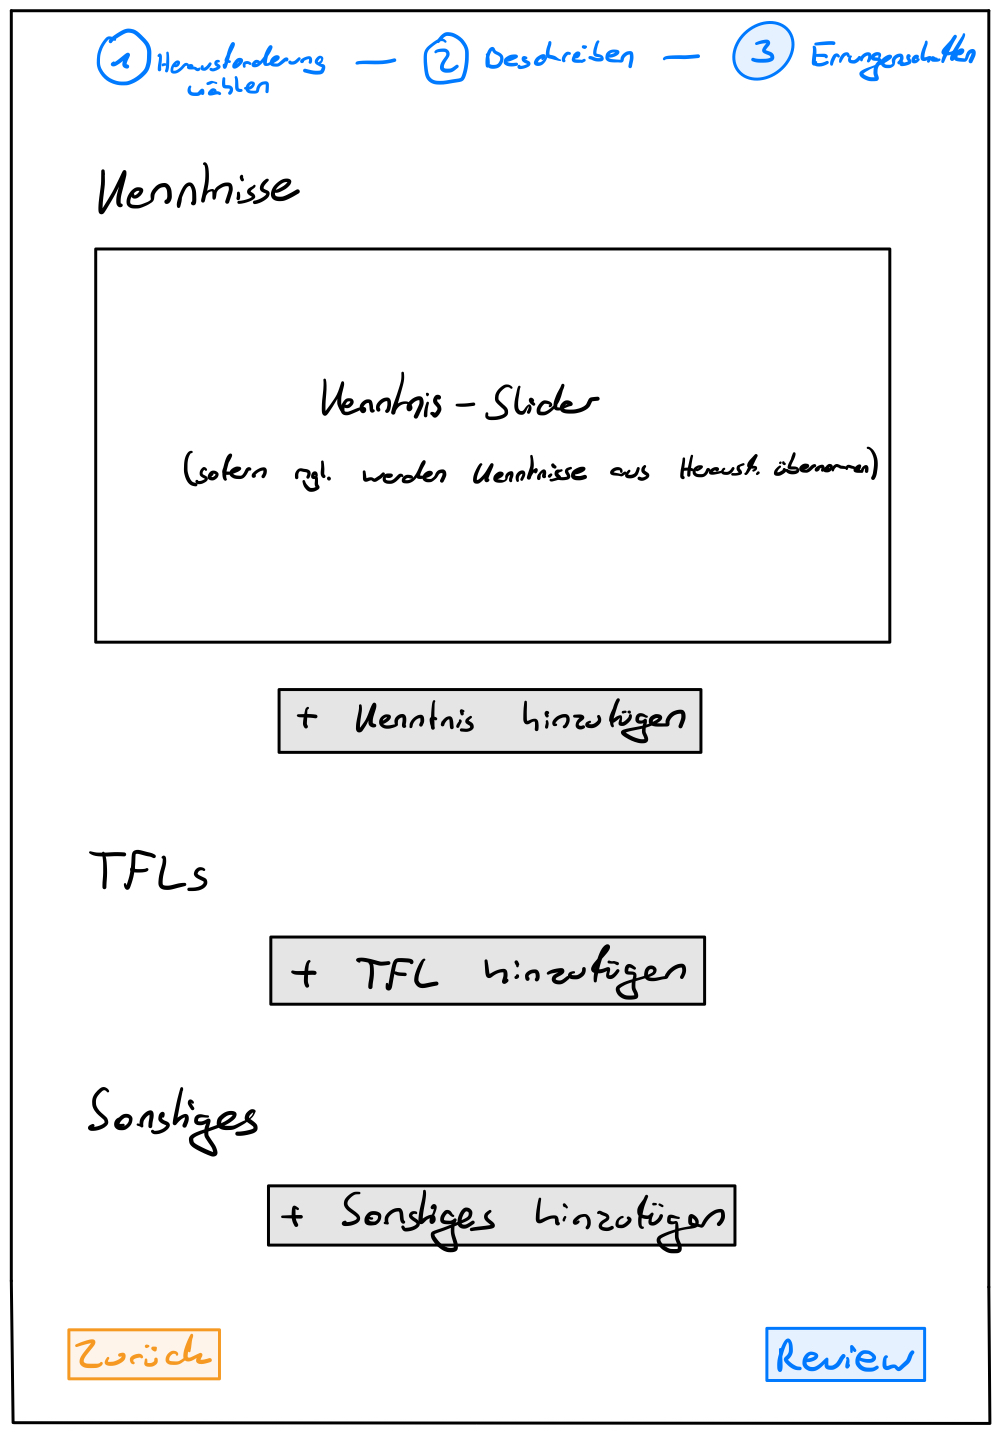 1 Herausforderung wählen — 2 Beschreiben — 3 Errungenschaften
Kenntnisse
Kenntnis - Slider
(sofern mgl. werden Kenntnisse aus Herausf. übernommen)
+ Kenntnis hinzufügen
TFLs
+ TFL hinzufügen
Sonstiges
+ Sonstiges hinzufügen
Zurück
Review